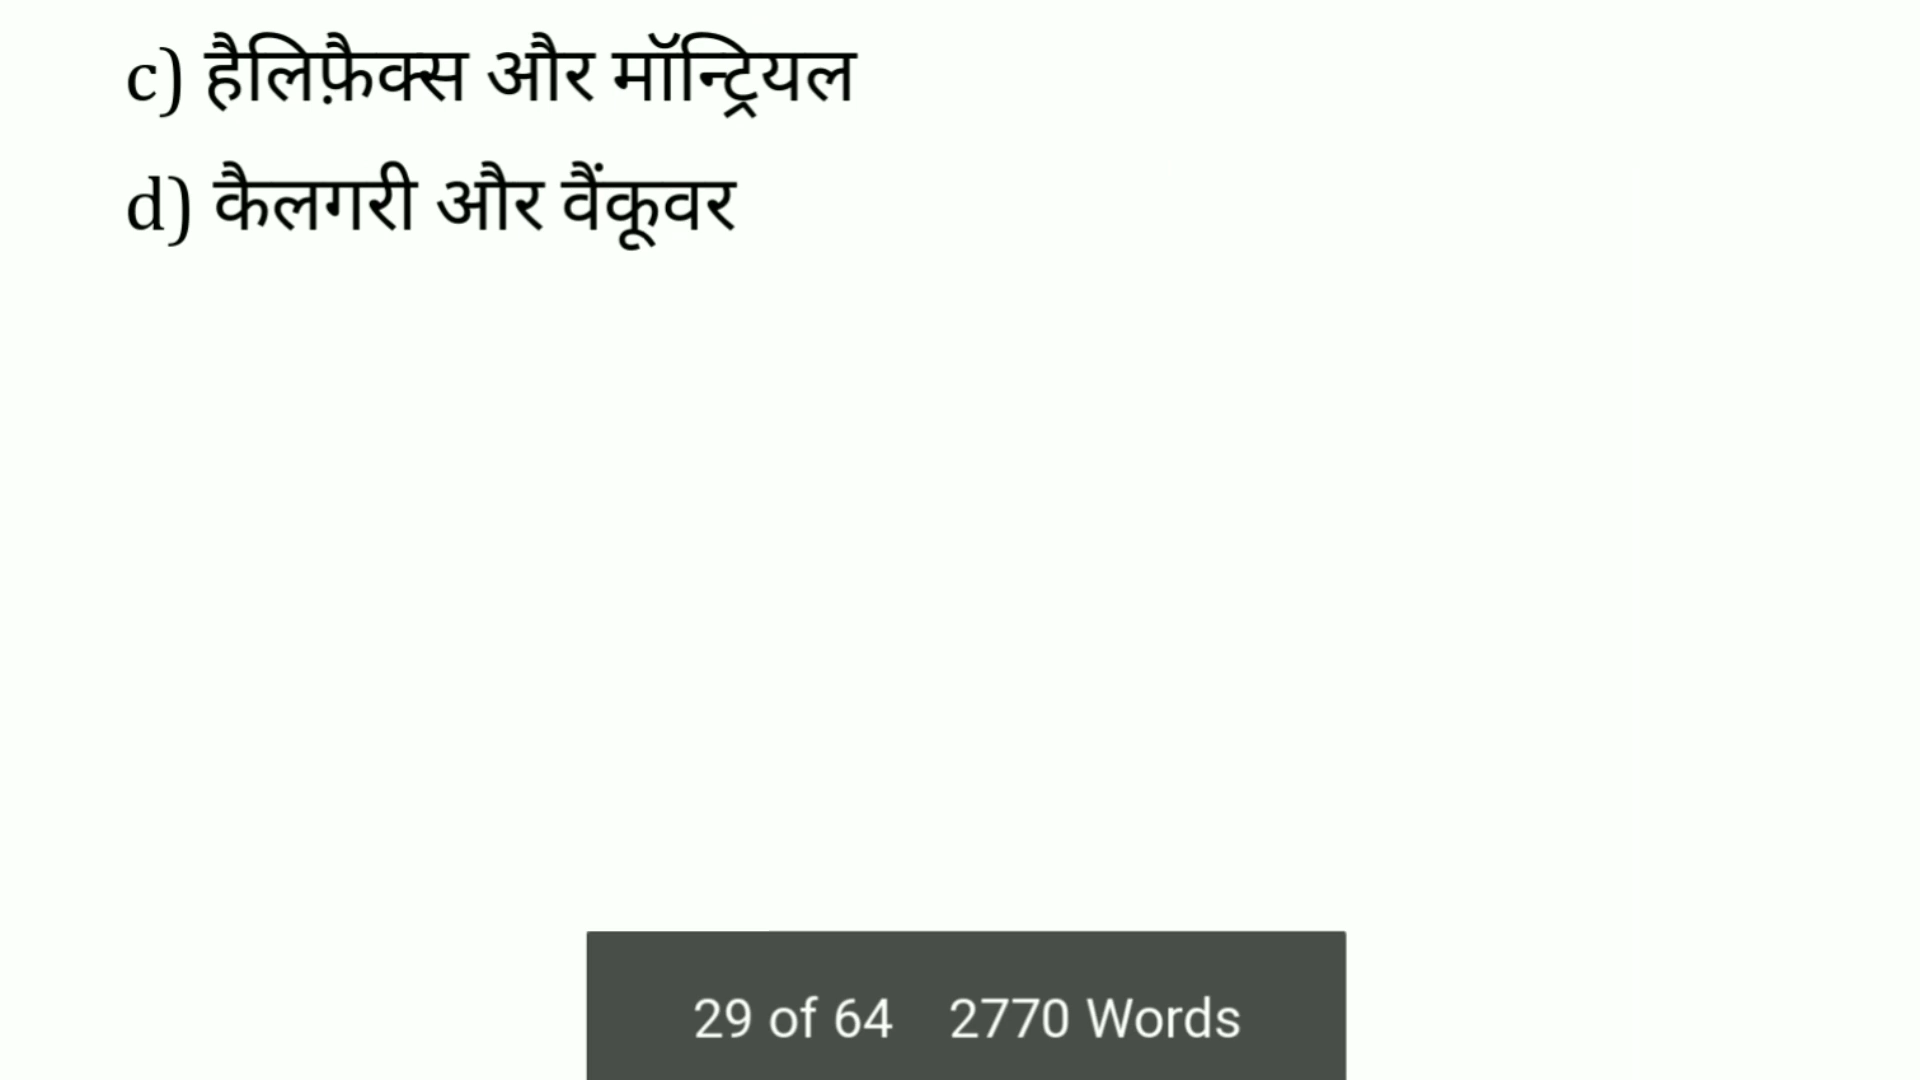 c) हैलिफ़ैक्स और मॉन्ट्रियल
d) कैलगरी और वैंकूवर
29 of 64 2770 Words